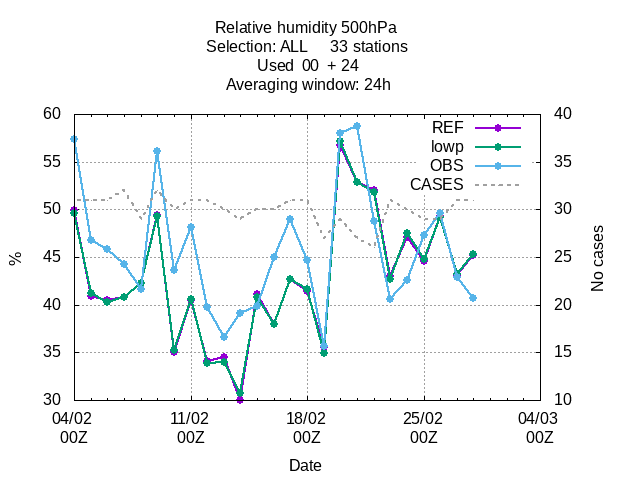 Relative humidity 500hPa
Selection: ALL 33 stations
Used 00 + 24
Averaging window: 24h
60 40
REF
lowp
OBS
CASES
55 35
50 30
45 25
40 20
35 15
30 10
%
No cases
04/02 11/02 18/02 25/02 04/03
00Z 00Z 00Z 00Z 00Z
Date